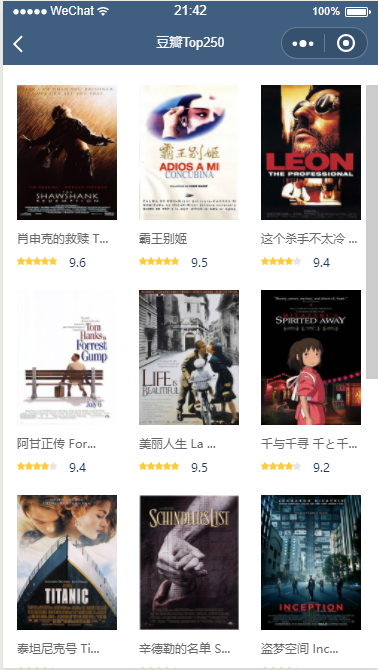 ●●●●● WeChat 21:42 100%
豆瓣Top250
THE
SHAWSHANK
REDEMPTION
霸王别姬
ADIOS A MI
CONCUBINA
LEON
THE PROFESSIONAL
肖申克的救赎 T...
霸王别姬
这个杀手不太冷 ...
9.6
9.5
9.4
Tom
Hanks is
Forrest
Gump
July 6
LIFE IS
BEAUTIFUL
SPIRITED AWAY
阿甘正传 For...
美丽人生 La ...
千与千寻 千と千...
9.4
9.5
9.2
TITANIC
SCHINDLER'S LIST
INCEPTION
泰坦尼克号 Ti...
辛德勒的名单 S...
盗梦空间 Inc...